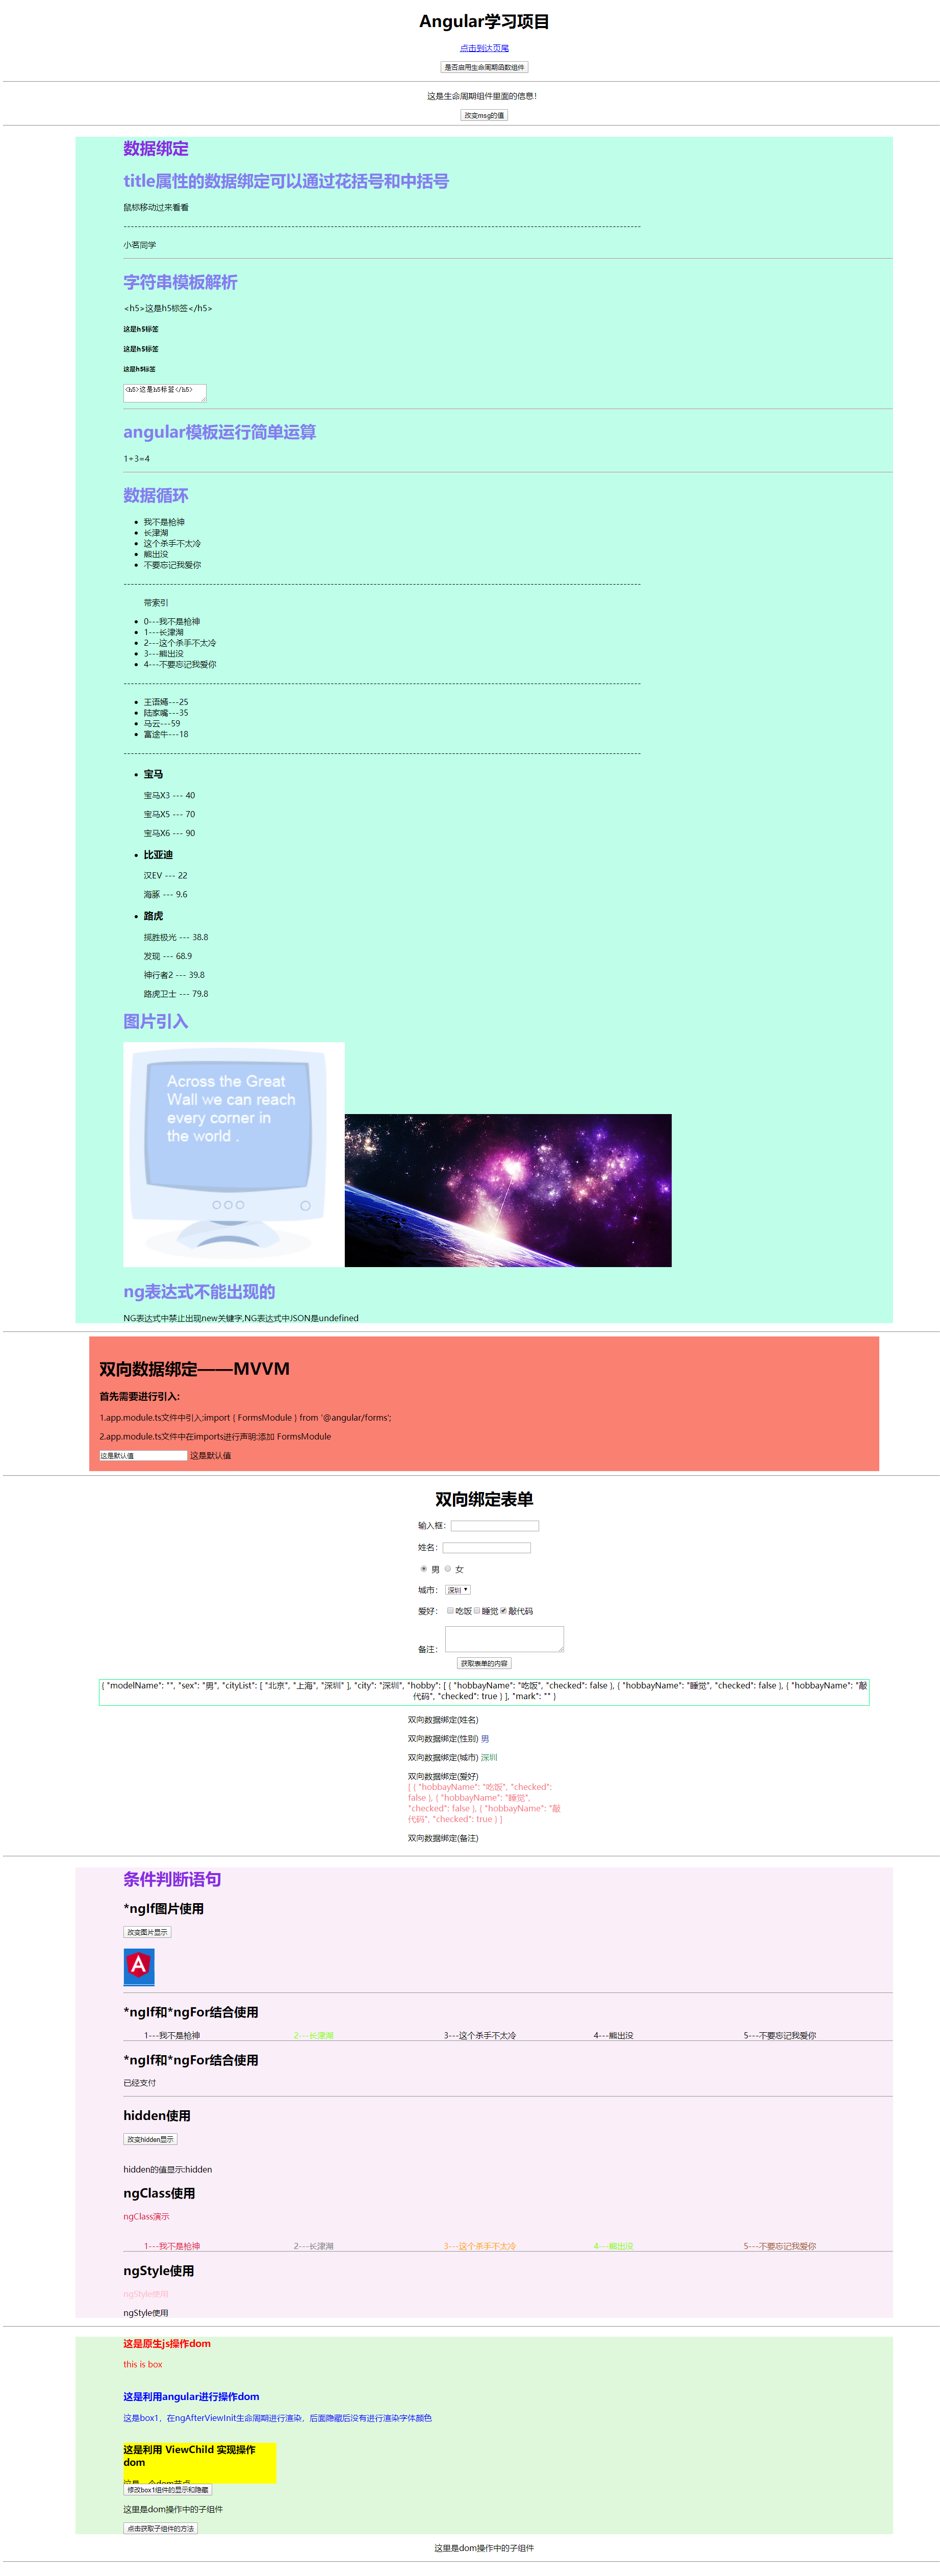 Angular学习项目
点击到达页尾
是否启用生命周期函数组件
这是生命周期组件里面的信息!
改变msg的值
数据绑定
title属性的数据绑定可以通过花括号和中括号
鼠标移动过来看看
小茗同学
字符串模板解析
<h5>这是h5标签</h5>
这是h5标签
这是h5标签
这是h5标签
<h5>这是h5标签</h5>
angular模板运行简单运算
1+3=4
数据循环
我不是枪神
长津湖
这个杀手不太冷
熊出没
不要忘记我爱你
带索引
0---我不是枪神
1---长津湖
2---这个杀手不太冷
3---熊出没
4---不要忘记我爱你
王语嫣---25
陆家嘴---35
马云---59
富途牛---18
宝马
宝马X3 --- 40
宝马X5 --- 70
宝马X6 --- 90
比亚迪
汉EV --- 22
海豚 --- 9.6
路虎
揽胜极光 --- 38.8
发现 --- 68.9
神行者2 --- 39.8
路虎卫士 --- 79.8
图片引入
Across the Great
Wall we can reach
every corner in
the world .
ng表达式不能出现的
NG表达式中禁止出现new关键字,NG表达式中JSON是undefined
双向数据绑定——MVVM
首先需要进行引入:
1.app.module.ts文件中引入:import { FormsModule } from '@angular/forms';
2.app.module.ts文件中在imports进行声明:添加 FormsModule
这是默认值 这是默认值
双向绑定表单
输入框:
姓名:
男 女
城市: 深圳
爱好: 吃饭 睡觉 敲代码
备注:
获取表单的内容
{ "modelName": "", "sex": "男", "cityList": [ "北京", "上海", "深圳" ], "city": "深圳", "hobby": [ { "hobbayName": "吃饭", "checked": false }, { "hobbayName": "睡觉", "checked": false }, { "hobbayName": "敲
代码", "checked": true } ], "mark": "" }
双向数据绑定(姓名)
双向数据绑定(性别) 男
双向数据绑定(城市) 深圳
双向数据绑定(爱好)
[ { "hobbayName": "吃饭", "checked":
false }, { "hobbayName": "睡觉",
"checked": false }, { "hobbayName": "敲
代码", "checked": true } ]
双向数据绑定(备注)
条件判断语句
*ngIf图片使用
改变图片显示
*ngIf和*ngFor结合使用
1---我不是枪神 2---长津湖 3---这个杀手不太冷 4---熊出没 5---不要忘记我爱你
*ngIf和*ngFor结合使用
已经支付
hidden使用
改变hidden显示
hidden的值显示:hidden
ngClass使用
ngClass演示
1---我不是枪神 2---长津湖 3---这个杀手不太冷 4---熊出没 5---不要忘记我爱你
ngStyle使用
ngStyle使用
ngStyle使用
这是原生js操作dom
this is box
这是利用angular进行操作dom
这是box1，在ngAfterViewInit生命周期进行渲染，后面隐藏后没有进行渲染字体颜色
这是利用 ViewChild 实现操作
dom
这是一个dom节点
修改box1组件的显示和隐藏
这里是dom操作中的子组件
点击获取子组件的方法
这里是dom操作中的子组件